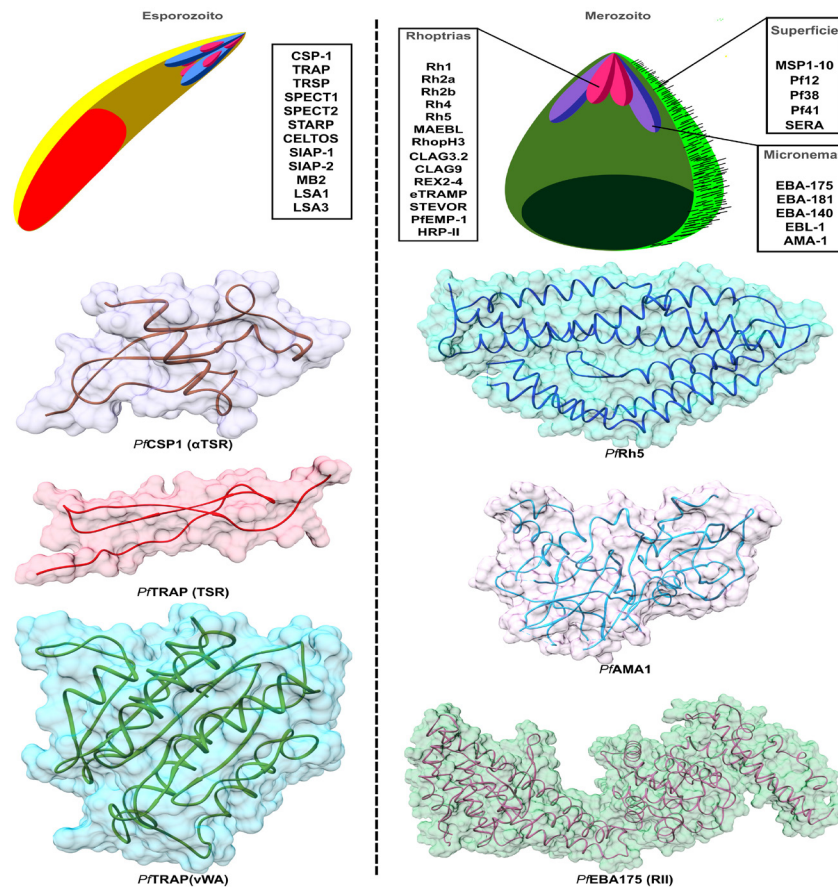 Esporozoito
CSP-1
TRAP
TRSP
SPECT1
SPECT2
STARP
CELTOS
SIAP-1
SIAP-2
MB2
LSA1
LSA3
PfCSP1 (αTSR)
PfTRAP (TSR)
PfTRAP(vWA)
Merozoito
Rhoptrias
Rh1
Rh2a
Rh2b
Rh4
Rh5
MAEBL
RhopH3
CLAG3.2
CLAG9
REX2-4
eTRAMP
STEVOR
PfEMP-1
HRP-II
Superficie
MSP1-10
Pf12
Pf38
Pf41
SERA
Micronema
EBA-175
EBA-181
EBA-140
EBL-1
AMA-1
PfRh5
PfAMA1
PfEBA175 (RII)